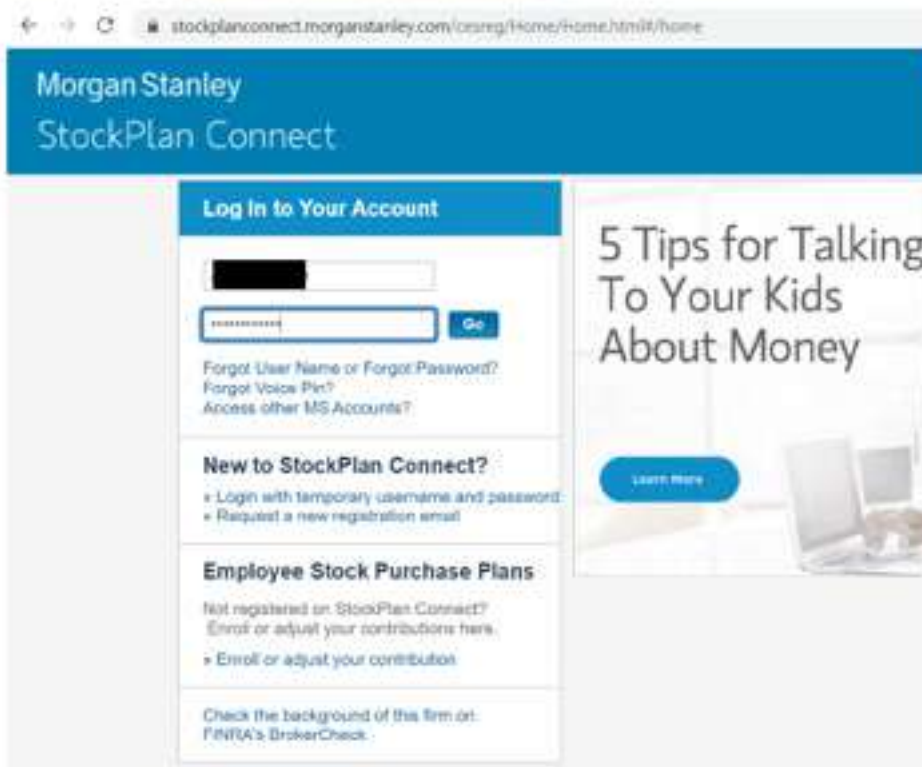 stockplanconnect.morganstanley.com/cesreg/Home/Home.html#/home
Morgan Stanley
StockPlan Connect
Log In to Your Account
************
Go
Forgot User Name or Forgot Password?
Forgot Voice Pin?
Access other MS Accounts?
New to StockPlan Connect?
» Login with temporary username and password
» Request a new registration email
Employee Stock Purchase Plans
Not registered on StockPlan Connect?
Enroll or adjust your contributions here.
» Enroll or adjust your contribution
Check the background of this firm on
FINRA's BrokerCheck
5 Tips for Talking
To Your Kids
About Money
Learn More